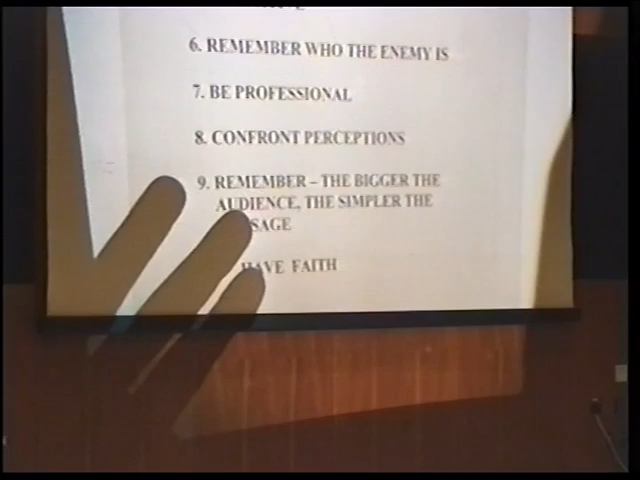 6. REMEMBER WHO THE ENEMY IS
7. BE PROFESSIONAL
8. CONFRONT PERCEPTIONS
9. REMEMBER – THE BIGGER THE
AUDIENCE, THE SIMPLER THE
SAGE
HAVE FAITH